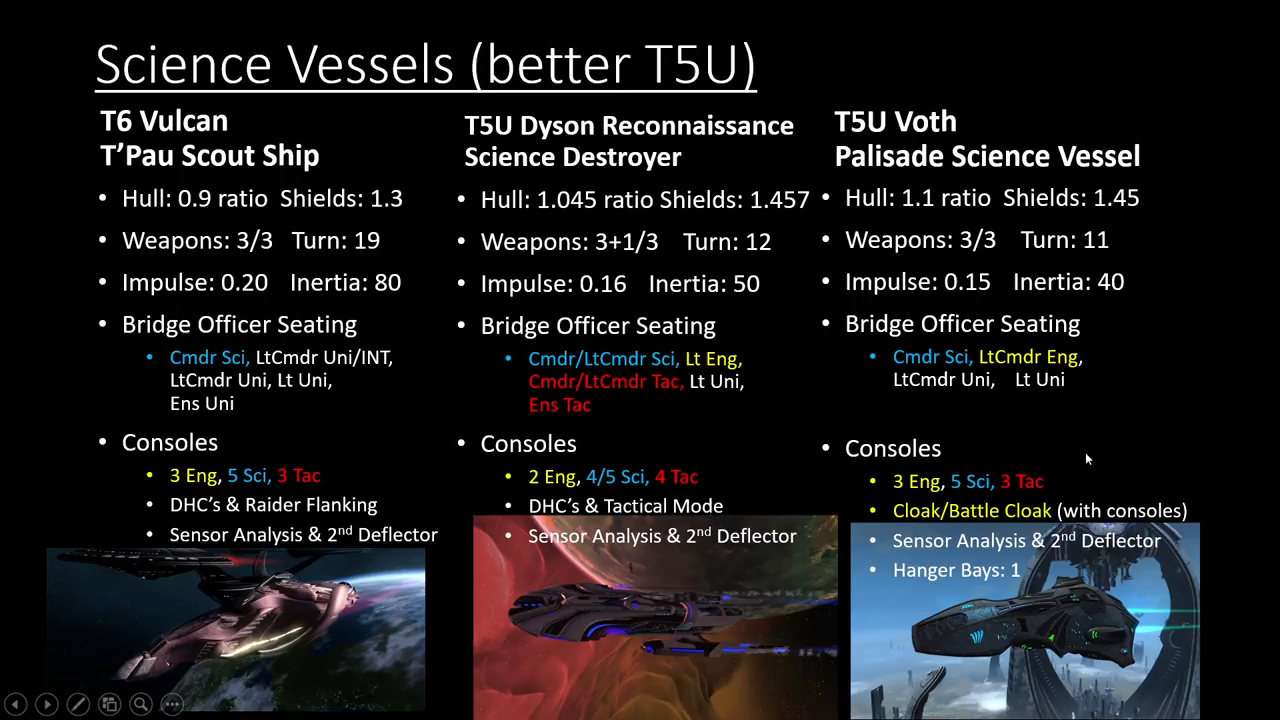 Science Vessels (better T5U)
T6 Vulcan
T'Pau Scout Ship
• Hull: 0.9 ratio Shields: 1.3
• Weapons: 3/3 Turn: 19
• Impulse: 0.20 Inertia: 80
• Bridge Officer Seating
• Cmdr Sci, LtCmdr Uni/INT,
LtCmdr Uni, Lt Uni,
Ens Uni
• Consoles
• 3 Eng, 5 Sci, 3 Tac
• DHC's & Raider Flanking
• Sensor Analysis & 2nd Deflector
T5U Dyson Reconnaissance
Science Destroyer
• Hull: 1.045 ratio Shields: 1.457
• Weapons: 3+1/3 Turn: 12
• Impulse: 0.16 Inertia: 50
• Bridge Officer Seating
• Cmdr/LtCmdr Sci, Lt Eng,
Cmdr/LtCmdr Tac, Lt Uni,
Ens Tac
• Consoles
• 2 Eng, 4/5 Sci, 4 Tac
• DHC's & Tactical Mode
• Sensor Analysis & 2nd Deflector
T5U Voth
Palisade Science Vessel
• Hull: 1.1 ratio Shields: 1.45
• Weapons: 3/3 Turn: 11
• Impulse: 0.15 Inertia: 40
• Bridge Officer Seating
• Cmdr Sci, LtCmdr Eng,
LtCmdr Uni, Lt Uni
• Consoles
• 3 Eng, 5 Sci, 3 Tac
• Cloak/Battle Cloak (with consoles)
• Sensor Analysis & 2nd Deflector
• Hanger Bays: 1